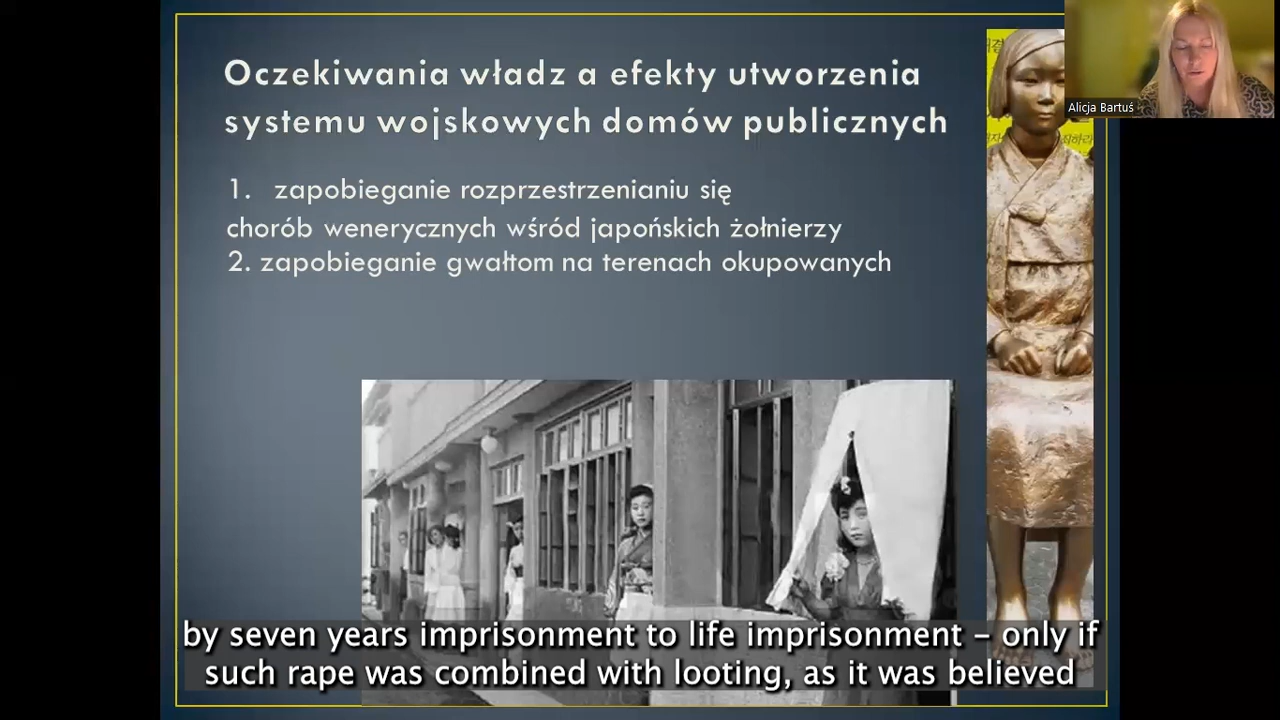 Oczekiwania władz a efekty utworzenia
systemu wojskowych domów publicznych
1. zapobieganie rozprzestrzenianiu się
chorób wenerycznych wśród japońskich żołnierzy
2. zapobieganie gwałtom na terenach okupowanych
Alicja Bartuś
by seven years imprisonment to life imprisonment – only if
such rape was combined with looting, as it was believed